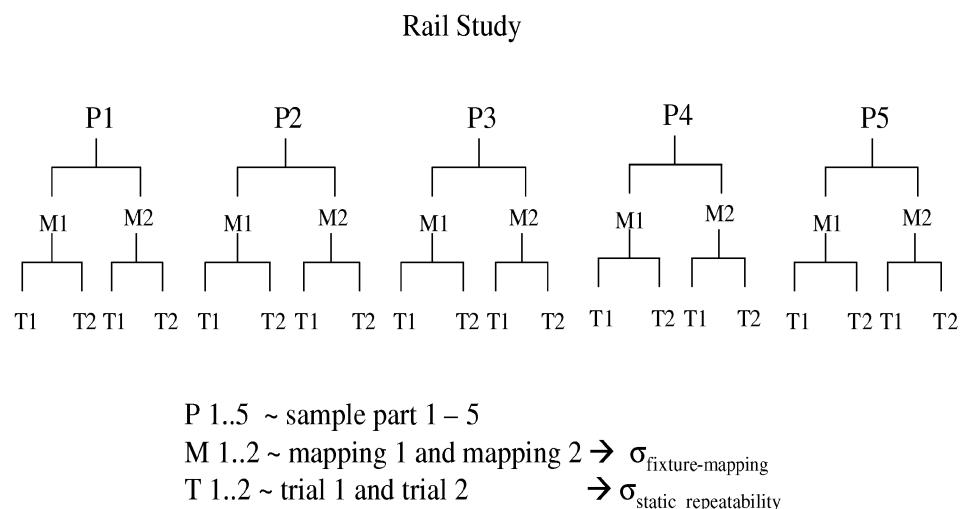 Rail Study
P1 P2 P3 P4 P5
M1 M2 M1 M2 M1 M2 M1 M2 M1 M2
T1 T2 T1 T2 T1 T2 T1 T2 T1 T2 T1 T2 T1 T2 T1 T2 T1 T2 T1 T2
P 1..5 ~ sample part 1 – 5
M 1..2 ~ mapping 1 and mapping 2 → σfixture-mapping
T 1..2 ~ trial 1 and trial 2 → σstatic_repeatability